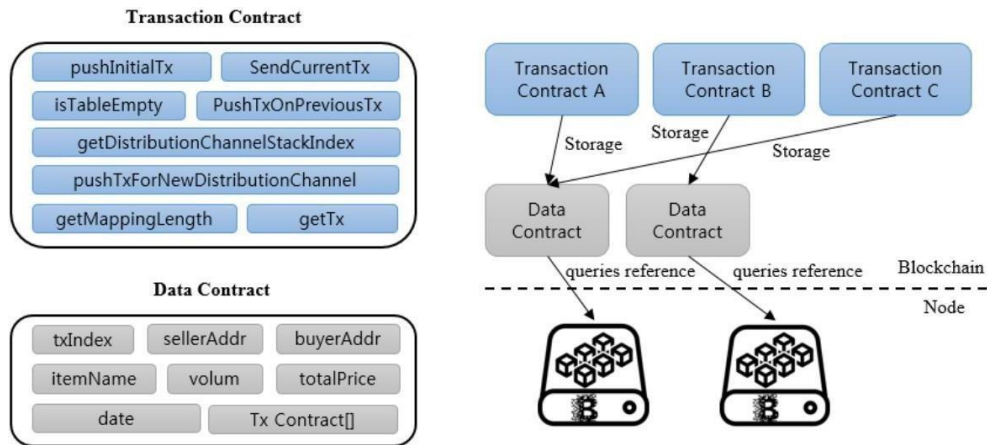 Transaction Contract
pushInitialTx
SendCurrentTx
isTableEmpty
PushTxOnPreviousTx
getDistributionChannelStackIndex
pushTxForNewDistributionChannel
getMappingLength
getTx
Data Contract
txIndex
sellerAddr
buyerAddr
itemName
volum
totalPrice
date
Tx Contract[]
Transaction
Contract A
Transaction
Contract B
Transaction
Contract C
Storage
Storage
Storage
Data
Contract
Data
Contract
queries reference
queries reference
Blockchain
Node